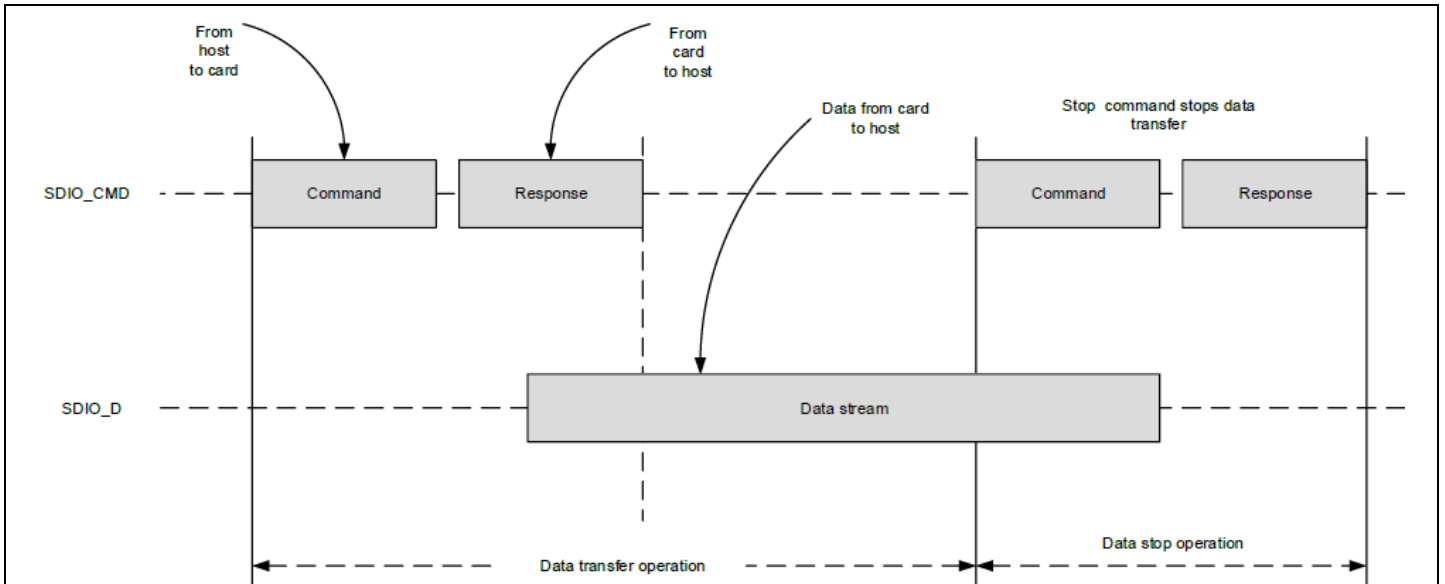 From
host
to card
From
card
to host
Data from card
to host
Stop command stops data
transfer
SDIO_CMD
Command
Response
Command
Response
SDIO_D
Data stream
Data transfer operation
Data stop operation